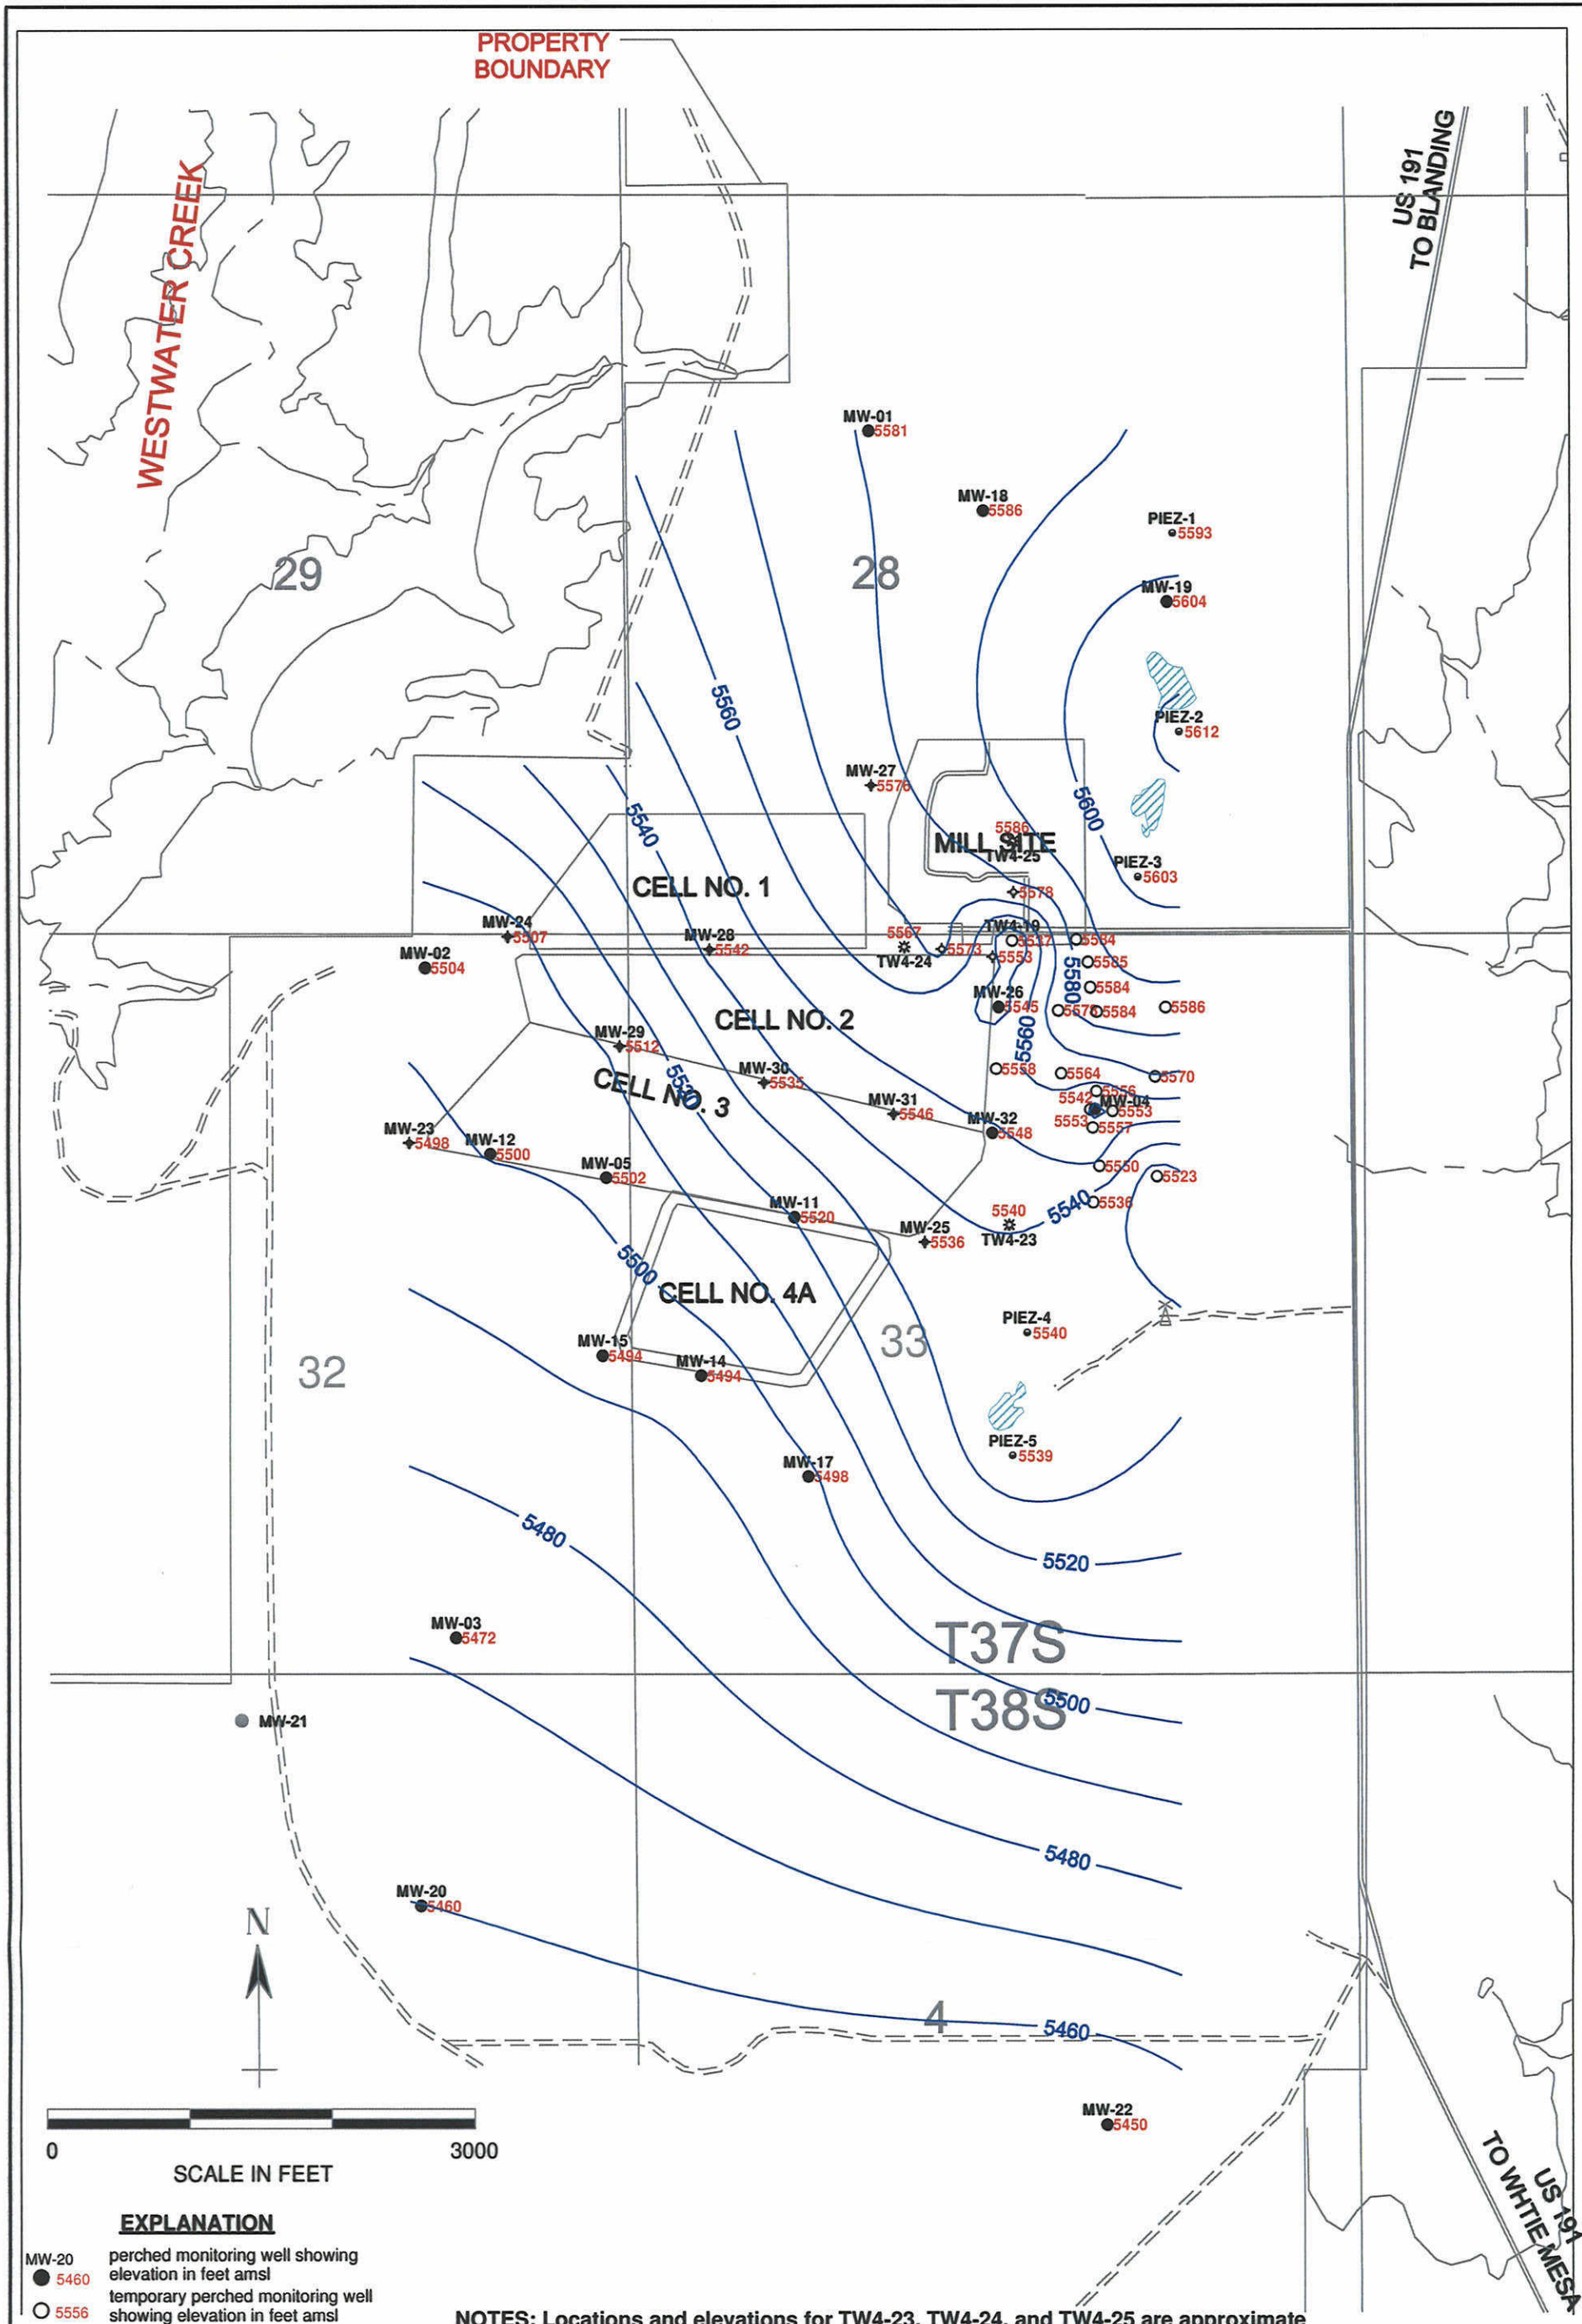 PROPERTY
BOUNDARY
US 191
TO BLANDING
WESTWATER CREEK
MW-01
5581
MW-18
5586
PIEZ-1
5593
29
28
MW-19
5604
5560
PIEZ-2
5612
MW-27
5576
5540
5600
5586
MILL SITE
TW4-25
PIEZ-3
5603
CELL NO. 1
5578
MW-24
5507
MW-28
5542
5567
TW4-24
5573
TW4-19
5537
5553
5584
MW-02
5504
5585
5580
5584
MW-26
5545
5575
5584
5586
CELL NO. 2
MW-29
5512
5560
MW-30
5535
5558
5564
5570
CELL NO. 3
5520
MW-31
5546
5556
5542
MW-04
5553
5553
5557
MW-32
5548
MW-23
5498
MW-12
5500
MW-05
5502
5550
5523
MW-11
5520
5540
5536
5540
TW4-23
MW-25
5536
5500
CELL NO. 4A
PIEZ-4
5540
33
MW-15
5494
MW-14
5494
32
PIEZ-5
5539
MW-17
5498
5480
5520
MW-03
5472
T37S
T38S
5500
MW-21
5480
MW-20
5460
N
4
5460
MW-22
5450
0
3000
SCALE IN FEET
US 191
TO WHTIE MESA
EXPLANATION
MW-20
5460
perched monitoring well showing
elevation in feet amsl
5556
temporary perched monitoring well
showing elevation in feet amsl
NOTES: Locations and elevations for TW4-23, TW4-24, and TW4-25 are approximate